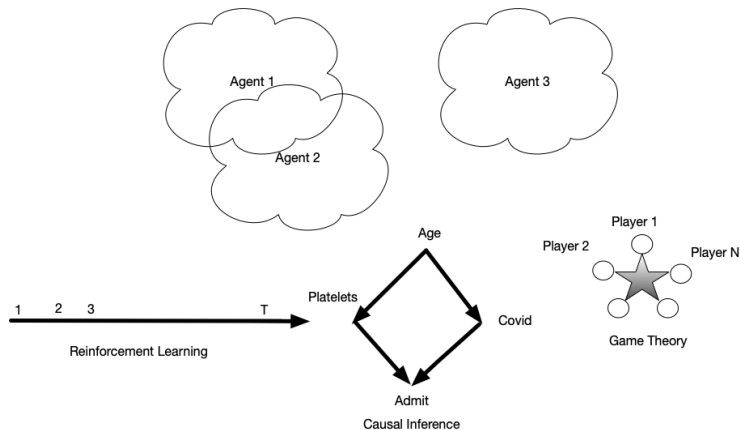 Agent 1
Agent 3
Agent 2
Player 1
Age
Player 2
Player N
Platelets
1 2 3 T
Covid
Game Theory
Reinforcement Learning
Admit
Causal Inference